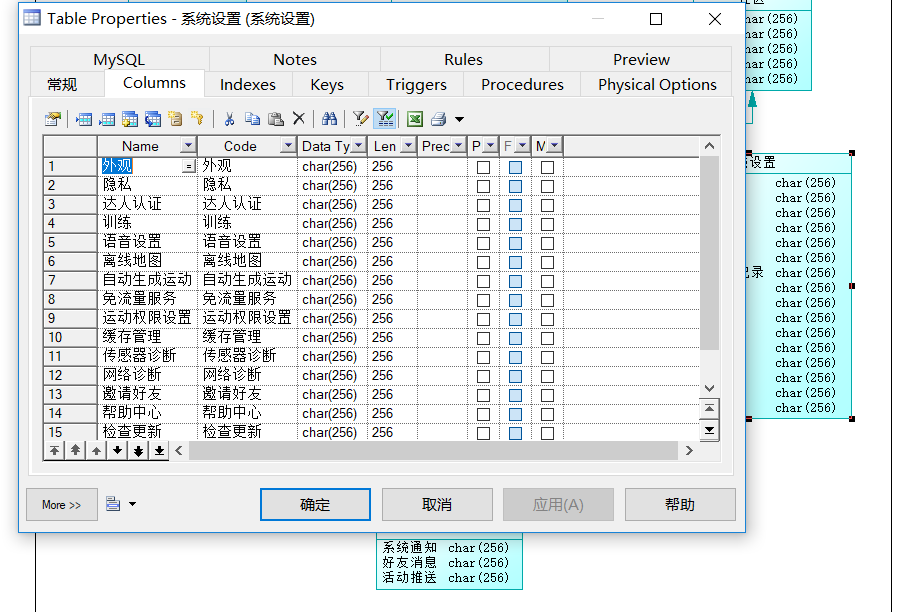 Table Properties - 系统设置 (系统设置)
MySQL Notes Rules Preview
常规 Columns Indexes Keys Triggers Procedures Physical Options
Name Code Data Ty Len Prec P F M
1 外观 = 外观 char(256) 256
2 隐私 隐私 char(256) 256
3 达人认证 达人认证 char(256) 256
4 训练 训练 char(256) 256
5 语音设置 语音设置 char(256) 256
6 离线地图 离线地图 char(256) 256
7 自动生成运动 自动生成运动 char(256) 256
8 免流量服务 免流量服务 char(256) 256
9 运动权限设置 运动权限设置 char(256) 256
10 缓存管理 缓存管理 char(256) 256
11 传感器诊断 传感器诊断 char(256) 256
12 网络诊断 网络诊断 char(256) 256
13 邀请好友 邀请好友 char(256) 256
14 帮助中心 帮助中心 char(256) 256
15 检查更新 检查更新 char(256) 256
More >> 确定 取消 应用(A) 帮助
har(256)
har(256)
har(256)
har(256)
har(256)
设置
char(256)
char(256)
char(256)
char(256)
char(256)
char(256)
记录 char(256)
char(256)
char(256)
char(256)
char(256)
char(256)
char(256)
char(256)
char(256)
char(256)
系统通知 char(256)
好友消息 char(256)
活动推送 char(256)